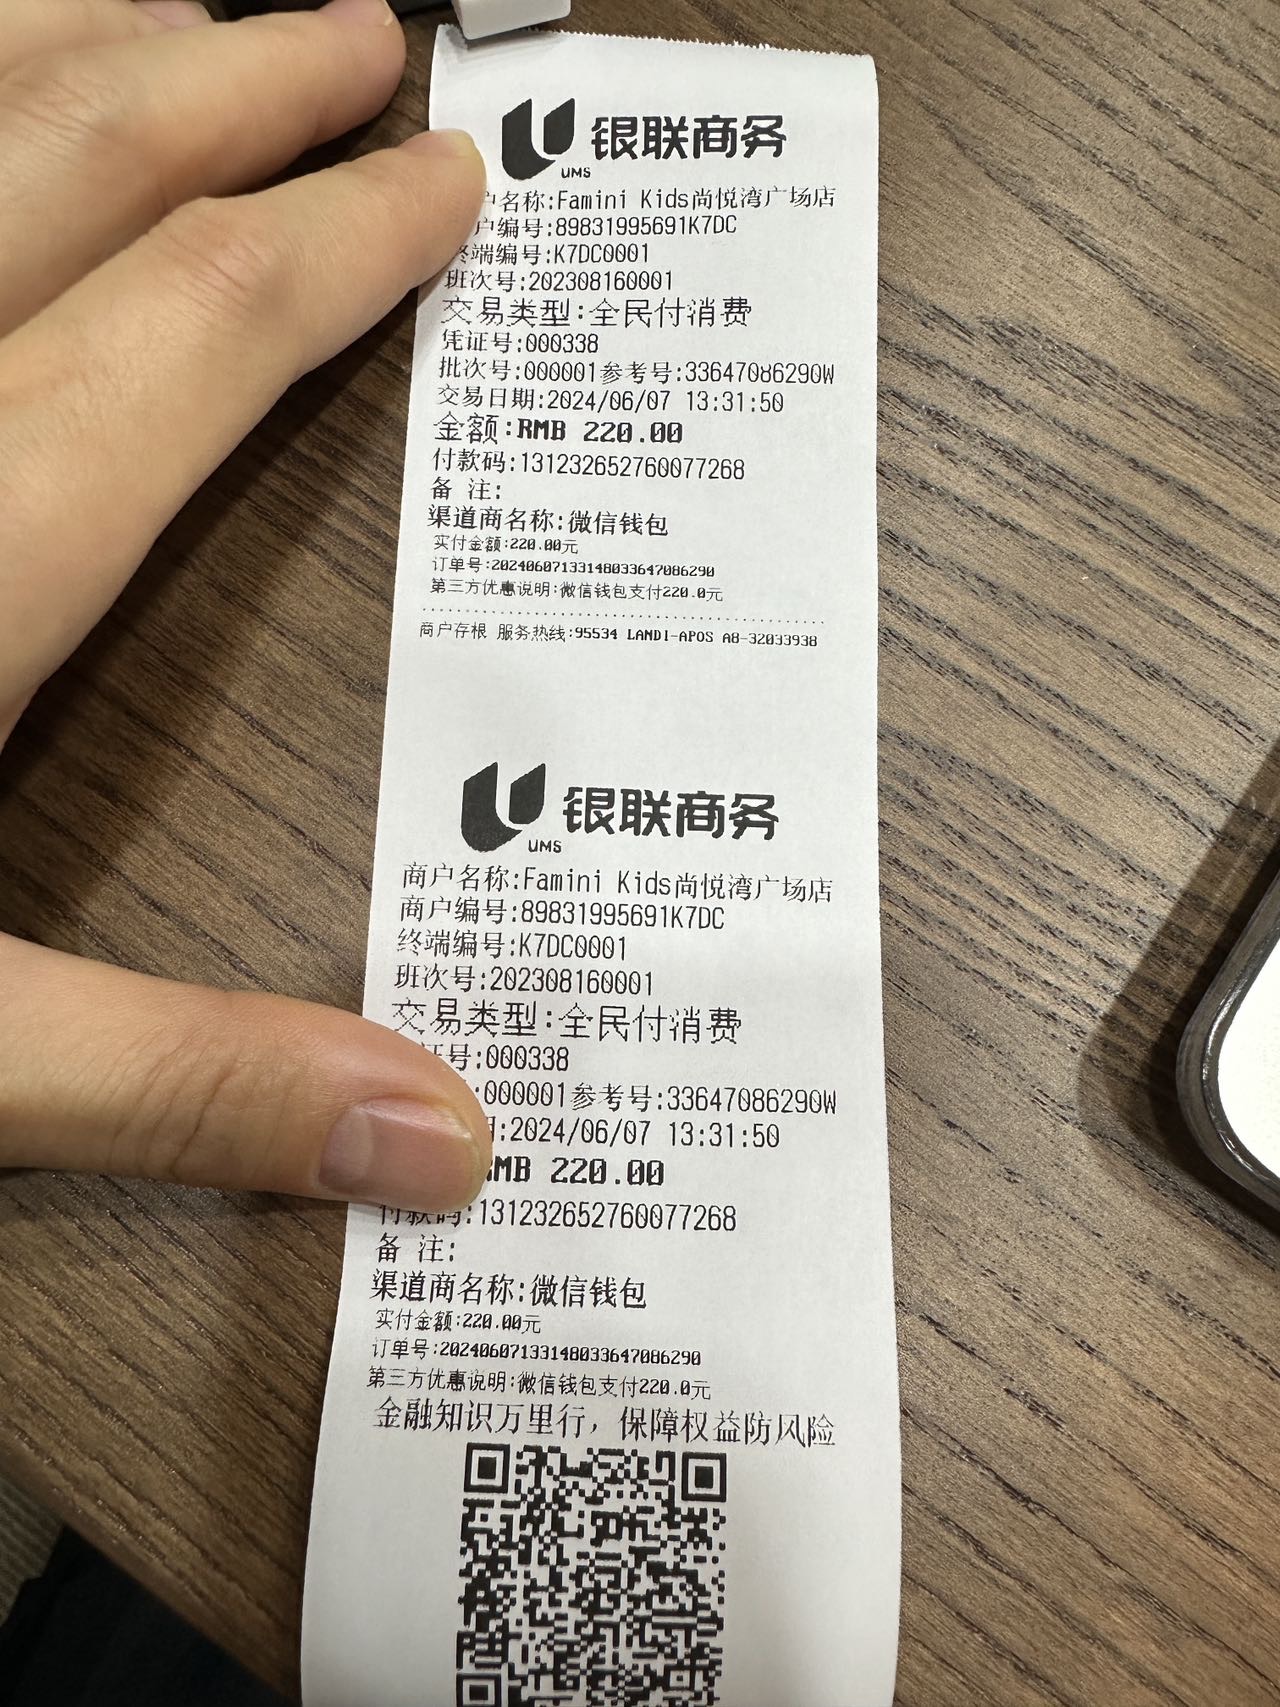 银联商务
UMS
户名称:Famini Kids尚悦湾广场店
户编号:89831995691K7DC
终端编号:K7DC0001
班次号:202308160001
交易类型:全民付消费
凭证号:000338
批次号:000001参考号:33647086290W
交易日期:2024/06/07 13:31:50
金额:RMB 220.00
付款码:131232652760077268
备 注:
渠道商名称:微信钱包
实付金额:220.00元
订单号:20240607133148033647086290
第三方优惠说明:微信钱包支付220.0元
商户存根 服务热线:95534 LANDI-APOS A8-32033938
银联商务
UMS
商户名称:Famini Kids尚悦湾广场店
商户编号:89831995691K7DC
终端编号:K7DC0001
班次号:202308160001
交易类型:全民付消费
证号:000338
:000001参考号:33647086290W
:2024/06/07 13:31:50
MB 220.00
付款码:131232652760077268
备 注:
渠道商名称:微信钱包
实付金额:220.00元
订单号:20240607133148033647086290
第三方优惠说明:微信钱包支付220.0元
金融知识万里行，保障权益防风险